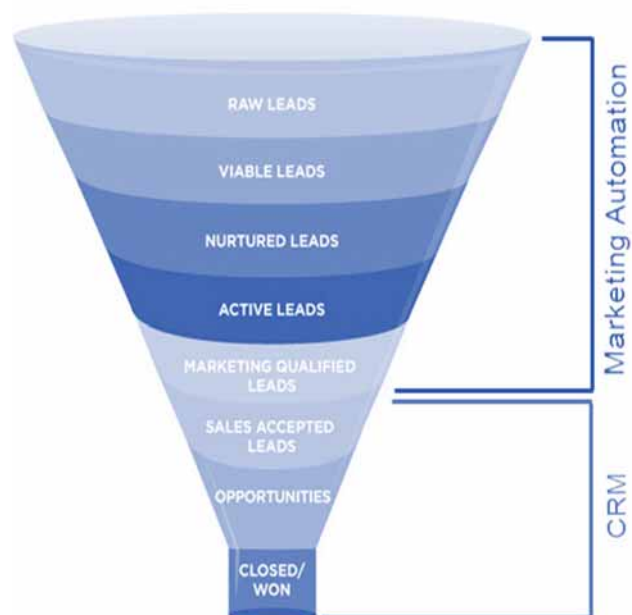 RAW LEADS
VIABLE LEADS
NURTURED LEADS
ACTIVE LEADS
MARKETING QUALIFIED
LEADS
SALES ACCEPTED
LEADS
OPPORTUNITIES
CLOSED/
WON
Marketing Automation
CRM